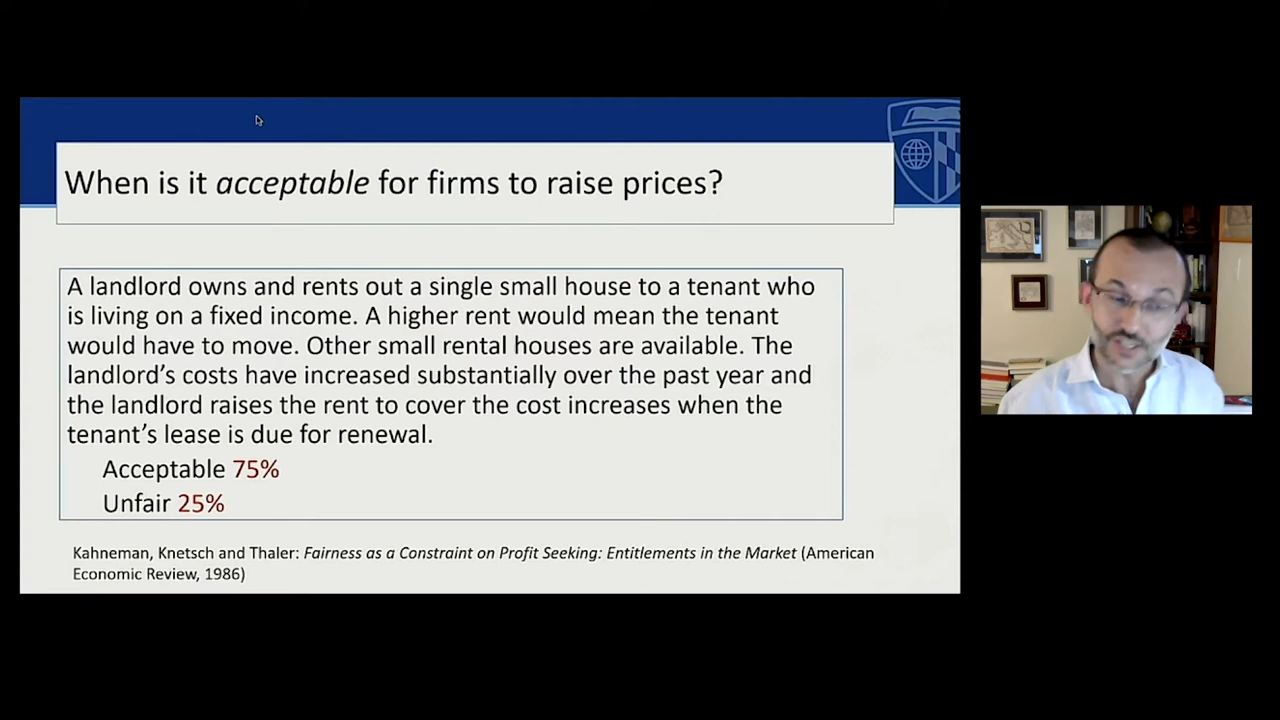 When is it acceptable for firms to raise prices?
A landlord owns and rents out a single small house to a tenant who
is living on a fixed income. A higher rent would mean the tenant
would have to move. Other small rental houses are available. The
landlord’s costs have increased substantially over the past year and
the landlord raises the rent to cover the cost increases when the
tenant’s lease is due for renewal.
Acceptable 75%
Unfair 25%
Kahneman, Knetsch and Thaler: Fairness as a Constraint on Profit Seeking: Entitlements in the Market (American
Economic Review, 1986)